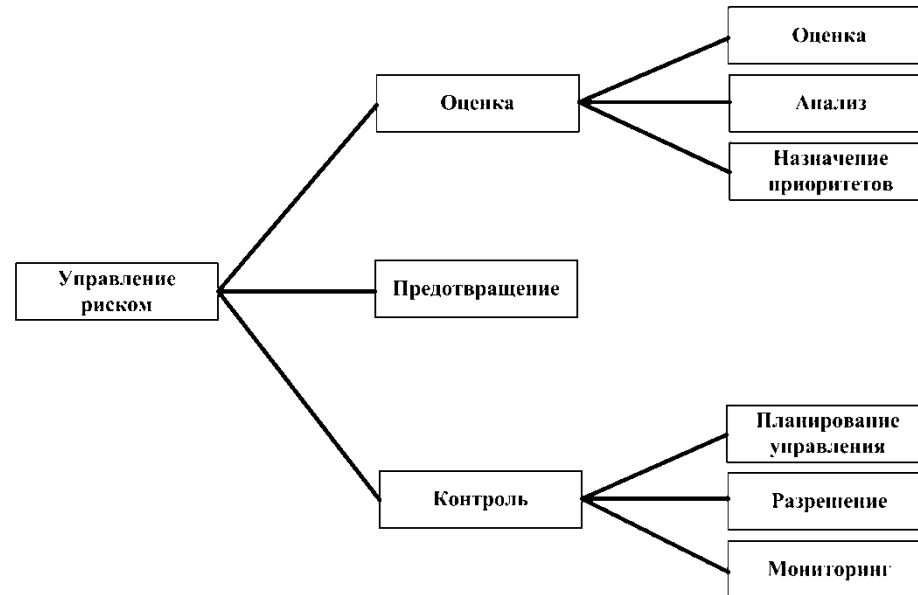 Оценка
Оценка
Анализ
Назначение
приоритетов
Управление
риском
Предотвращение
Планирование
управления
Контроль
Разрешение
Мониторинг